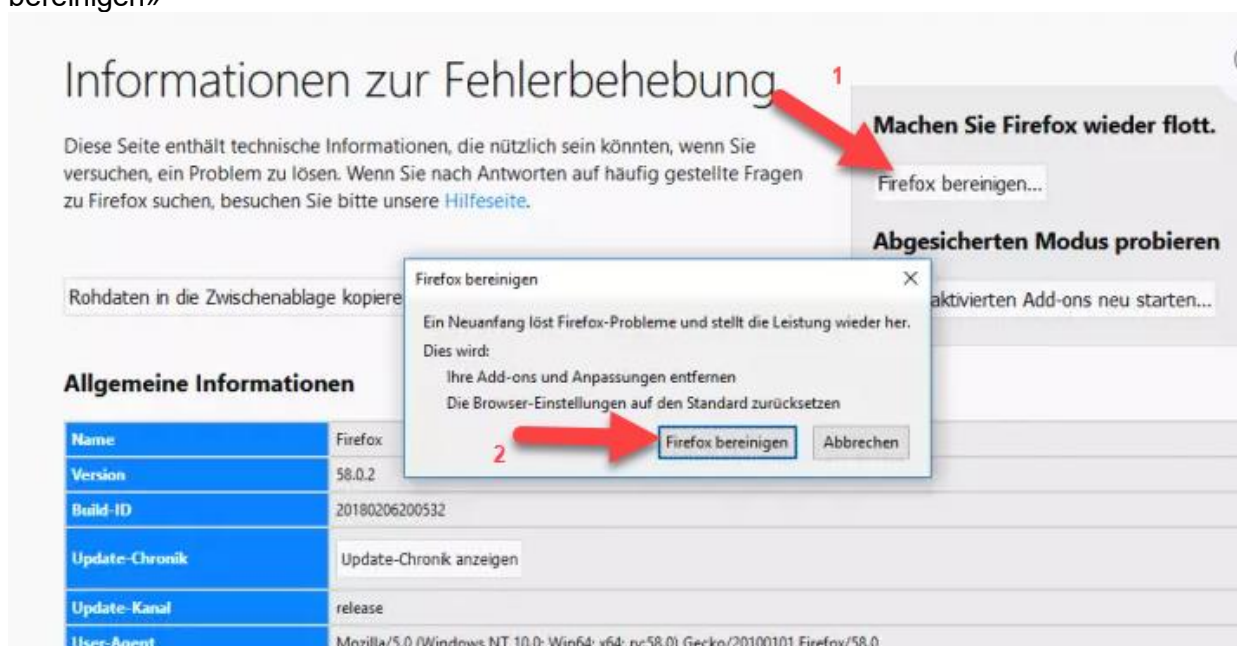 bereinigen»
Informationen zur Fehlerbehebung
1
Machen Sie Firefox wieder flott.
Diese Seite enthält technische Informationen, die nützlich sein könnten, wenn Sie
versuchen, ein Problem zu lösen. Wenn Sie nach Antworten auf häufig gestellte Fragen
zu Firefox suchen, besuchen Sie bitte unsere Hilfeseite.
Firefox bereinigen...
Abgesicherten Modus probieren
aktivierten Add-ons neu starten...
Rohdaten in die Zwischenablage kopiere
Firefox bereinigen
Ein Neuanfang löst Firefox-Probleme und stellt die Leistung wieder her.
Dies wird:
Ihre Add-ons und Anpassungen entfernen
Die Browser-Einstellungen auf den Standard zurücksetzen
2
Firefox bereinigen
Abbrechen
Allgemeine Informationen
Name Firefox
Version 58.0.2
Build-ID 20180206200532
Update-Chronik Update-Chronik anzeigen
Update-Kanal release
User-Agent Mozilla/5.0 (Windows NT 10.0; Win64; x64; rv:58.0) Gecko/20100101 Firefox/58.0